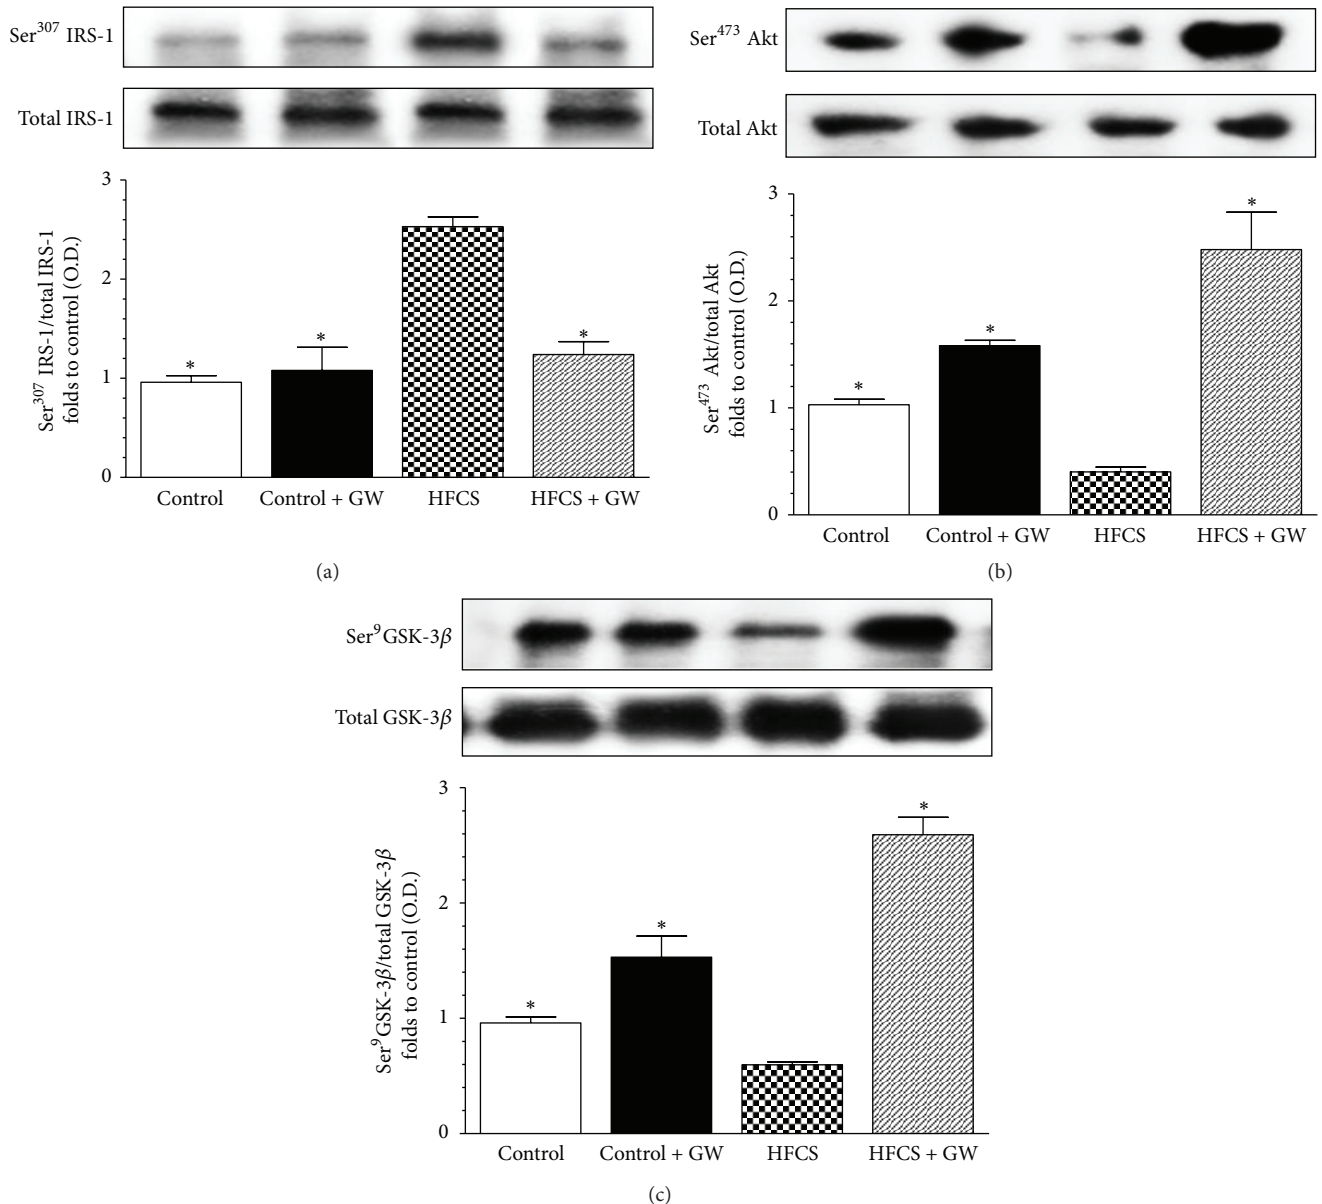 Ser³⁰⁷ IRS-1
Total IRS-1
3
2
1
0
Ser³⁰⁷ IRS-1/total IRS-1
folds to control (O.D.)
*
*
*
Control
Control + GW
HFCS
HFCS + GW
(a)
Ser⁴⁷³ Akt
Total Akt
3
2
1
0
Ser⁴⁷³ Akt/total Akt
folds to control (O.D.)
*
*
*
Control
Control + GW
HFCS
HFCS + GW
(b)
Ser⁹GSK-3β
Total GSK-3β
3
2
1
0
Ser⁹GSK-3β/total GSK-3β
folds to control (O.D.)
*
*
*
Control
Control + GW
HFCS
HFCS + GW
(c)